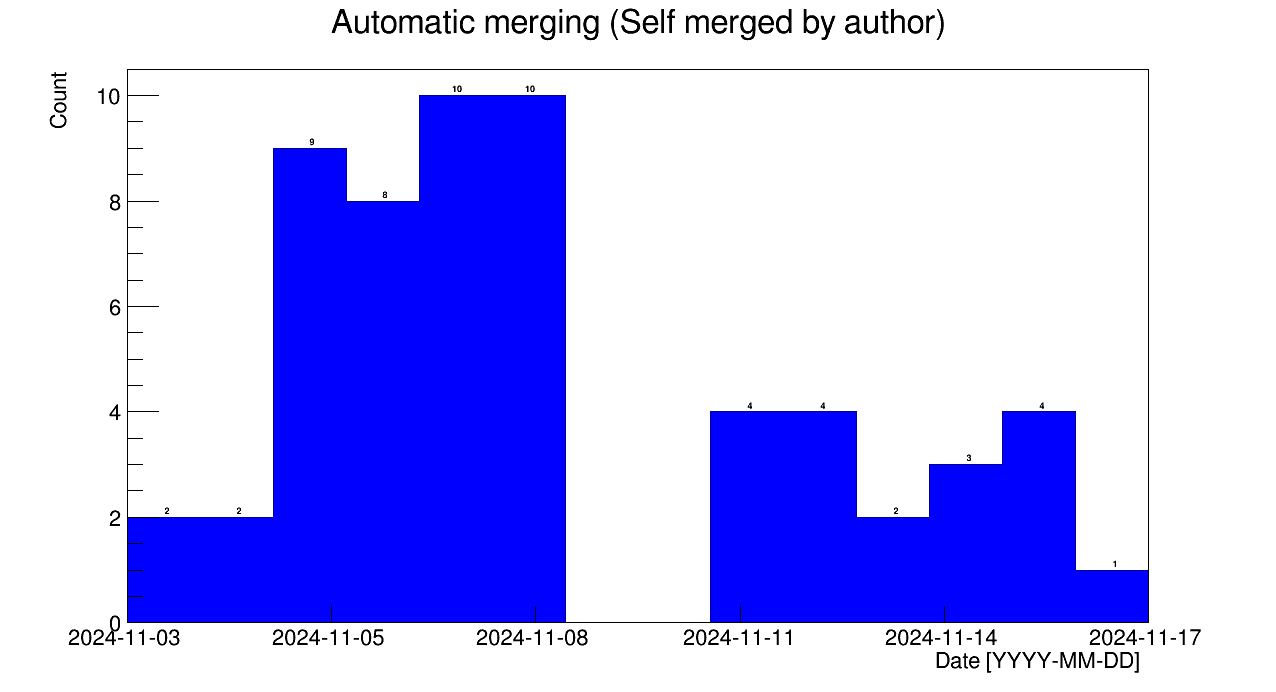 Automatic merging (Self merged by author)
Count
10
8
6
4
2
0
10 10
9
8
4 4 4
3
2 2 2
1
2024-11-03 2024-11-05 2024-11-08 2024-11-11 2024-11-14 2024-11-17
Date [YYYY-MM-DD]